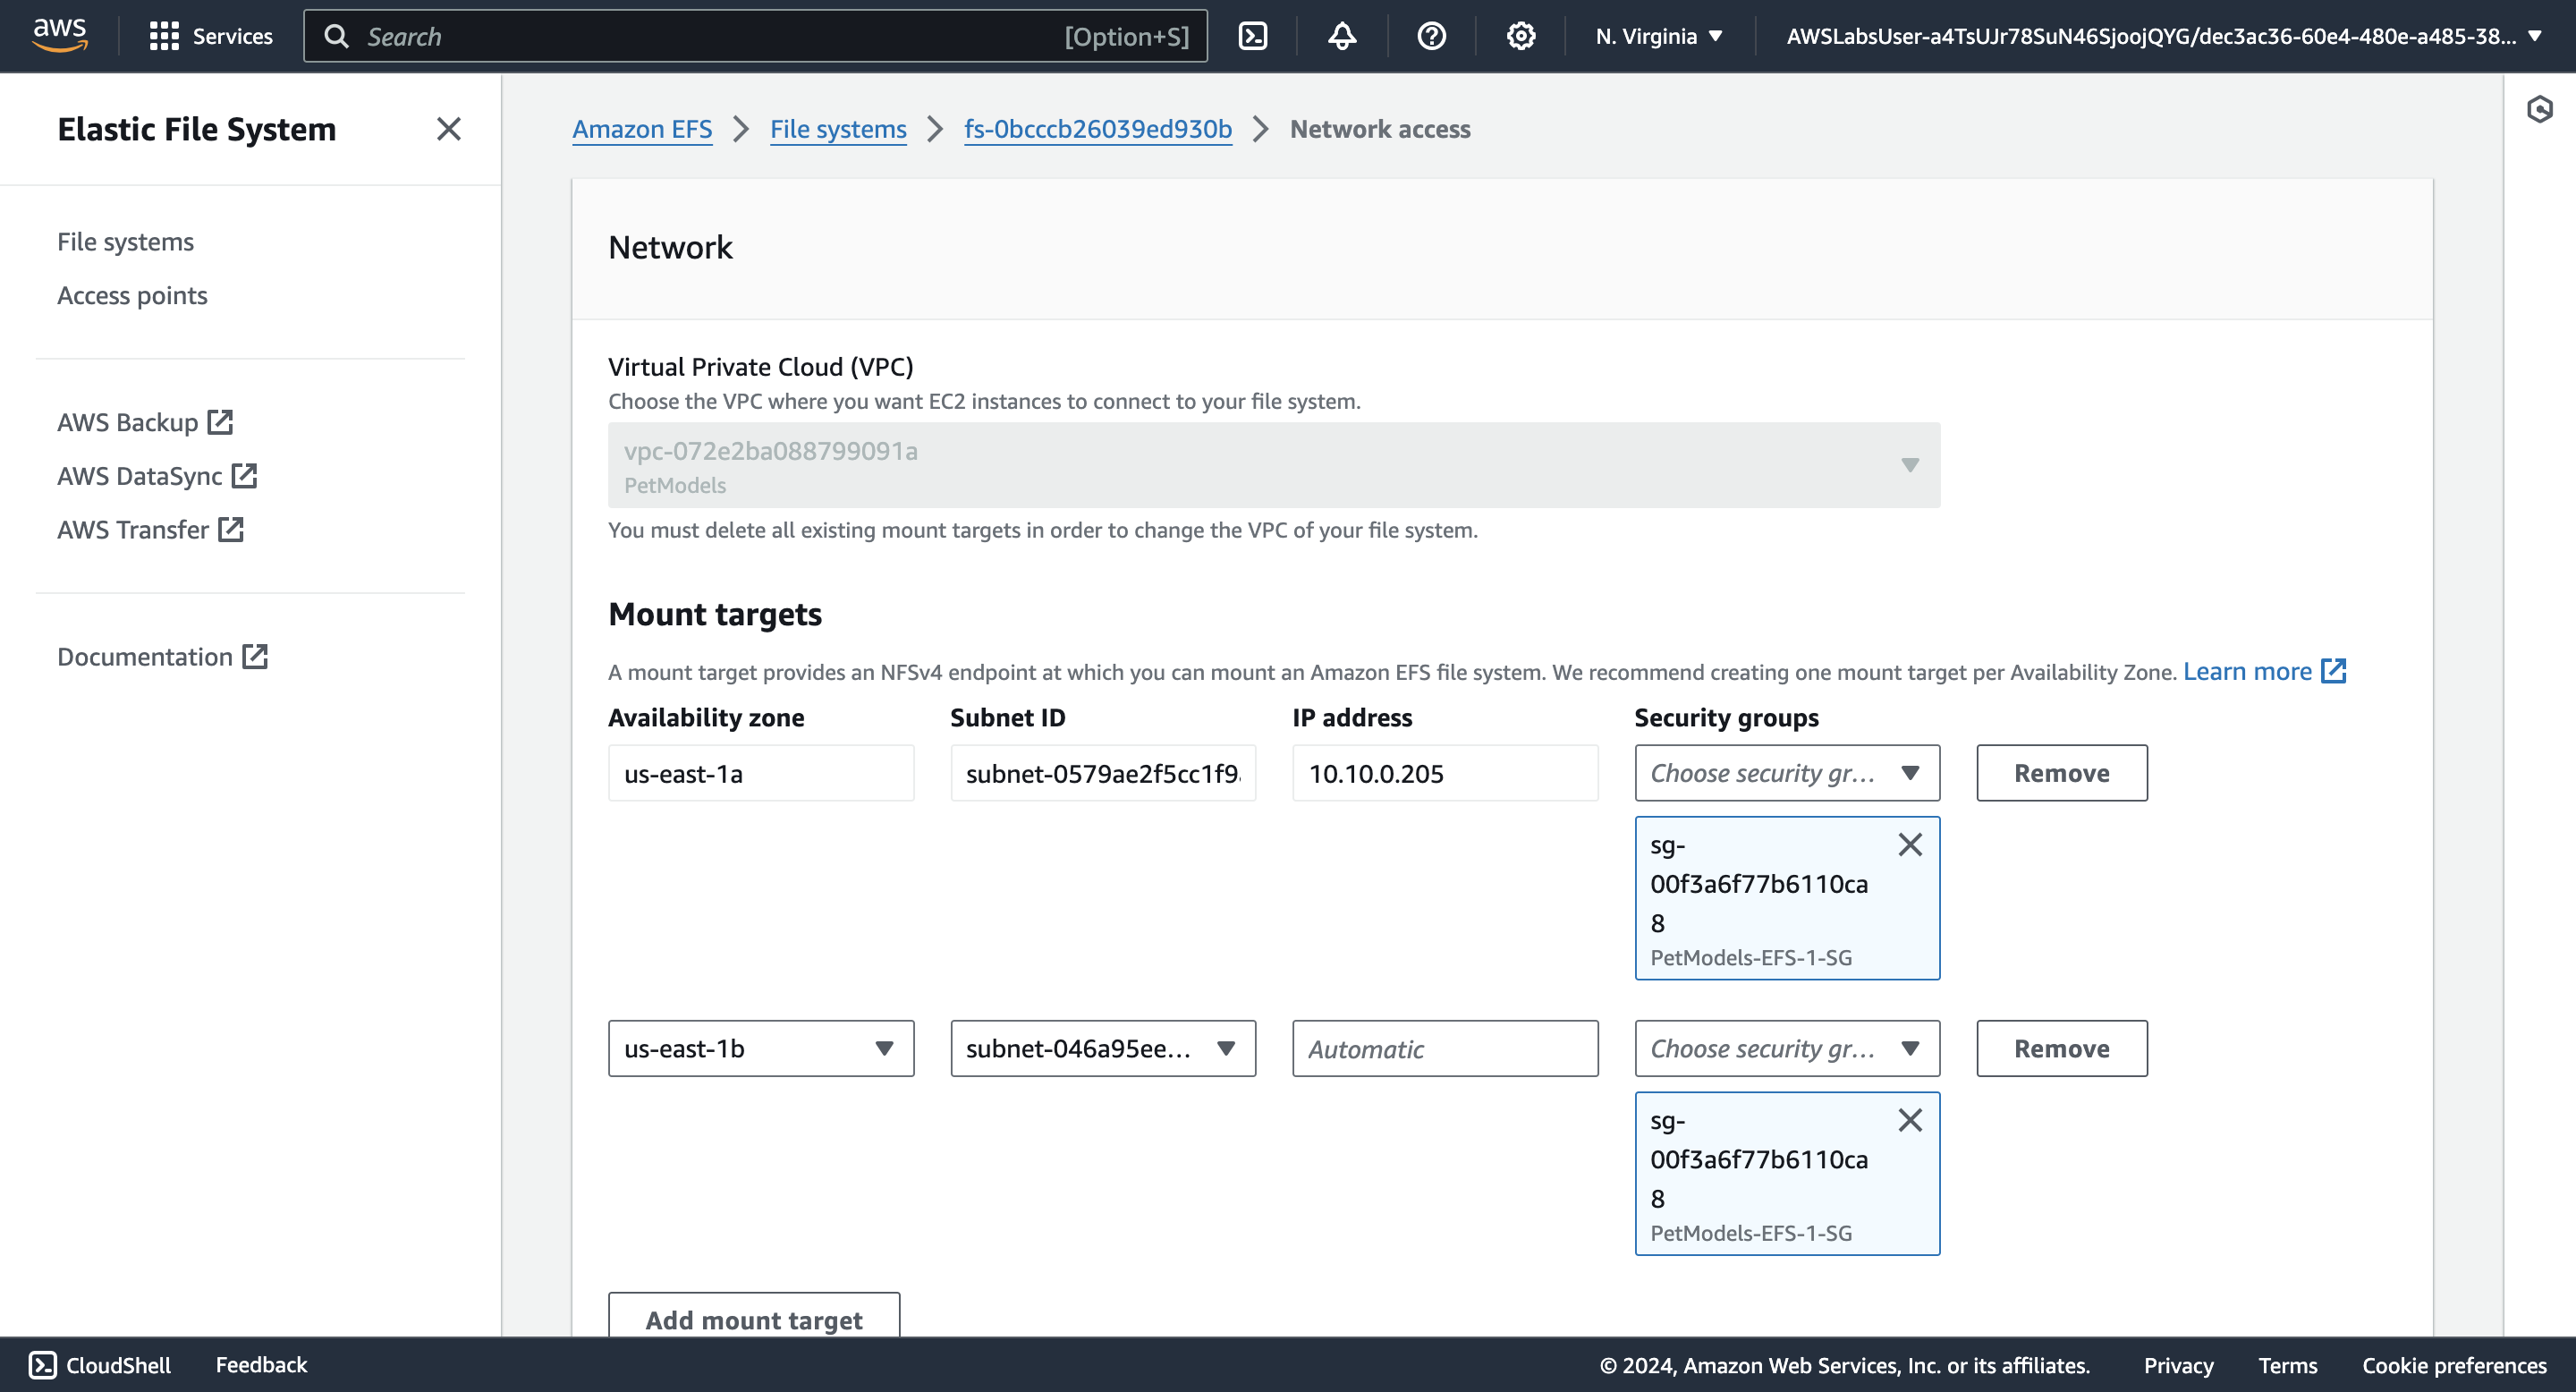 aws
Services
Search
[Option+S]
N. Virginia
AWSLabsUser-a4TsUJr78SuN46SjoojQYG/dec3ac36-60e4-480e-a485-38...
Elastic File System
File systems
Access points
AWS Backup
AWS DataSync
AWS Transfer
Documentation
Amazon EFS
File systems
fs-0bcccb26039ed930b
Network access
Network
Virtual Private Cloud (VPC)
Choose the VPC where you want EC2 instances to connect to your file system.
vpc-072e2ba088799091a
PetModels
You must delete all existing mount targets in order to change the VPC of your file system.
Mount targets
A mount target provides an NFSv4 endpoint at which you can mount an Amazon EFS file system. We recommend creating one mount target per Availability Zone. Learn more
Availability zone
Subnet ID
IP address
Security groups
us-east-1a
subnet-0579ae2f5cc1f9
10.10.0.205
Choose security gr...
Remove
sg-
00f3a6f77b6110ca
8
PetModels-EFS-1-SG
us-east-1b
subnet-046a95ee...
Automatic
Choose security gr...
Remove
sg-
00f3a6f77b6110ca
8
PetModels-EFS-1-SG
Add mount target
CloudShell
Feedback
© 2024, Amazon Web Services, Inc. or its affiliates.
Privacy
Terms
Cookie preferences